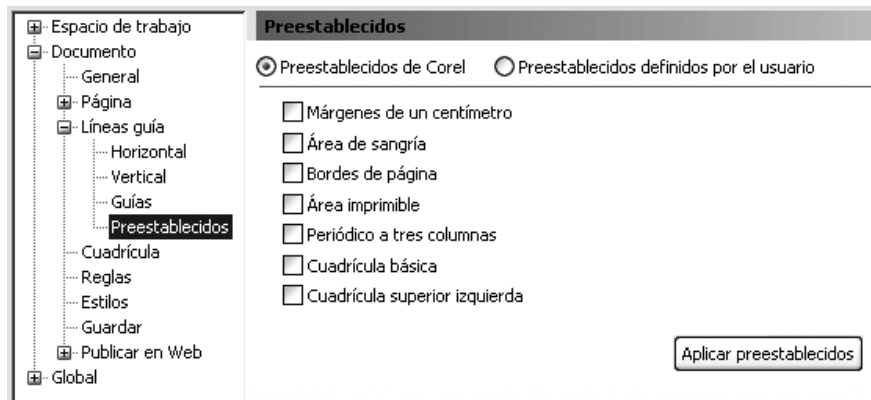 Espacio de trabajo
Documento
General
Página
Líneas guía
Horizontal
Vertical
Guías
Preestablecidos
Cuadrícula
Reglas
Estilos
Guardar
Publicar en Web
Global
Preestablecidos
Preestablecidos de Corel Preestablecidos definidos por el usuario
Márgenes de un centímetro
Área de sangría
Bordes de página
Área imprimible
Periódico a tres columnas
Cuadrícula básica
Cuadrícula superior izquierda
Aplicar preestablecidos